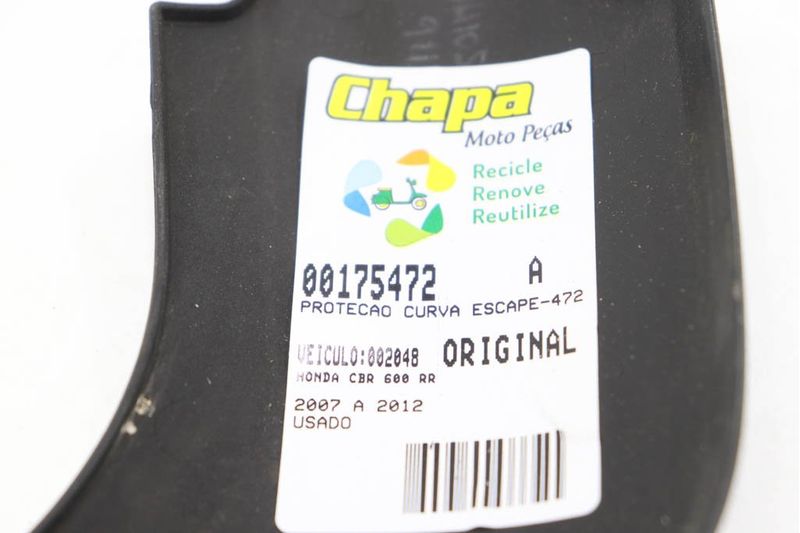 Chapa
Moto Peças
Recicle
Renove
Reutilize
00175472 A
PROTECAO CURVA ESCAPE-472
VEICULO:002048 ORIGINAL
HONDA CBR 600 RR
2007 A 2012
USADO